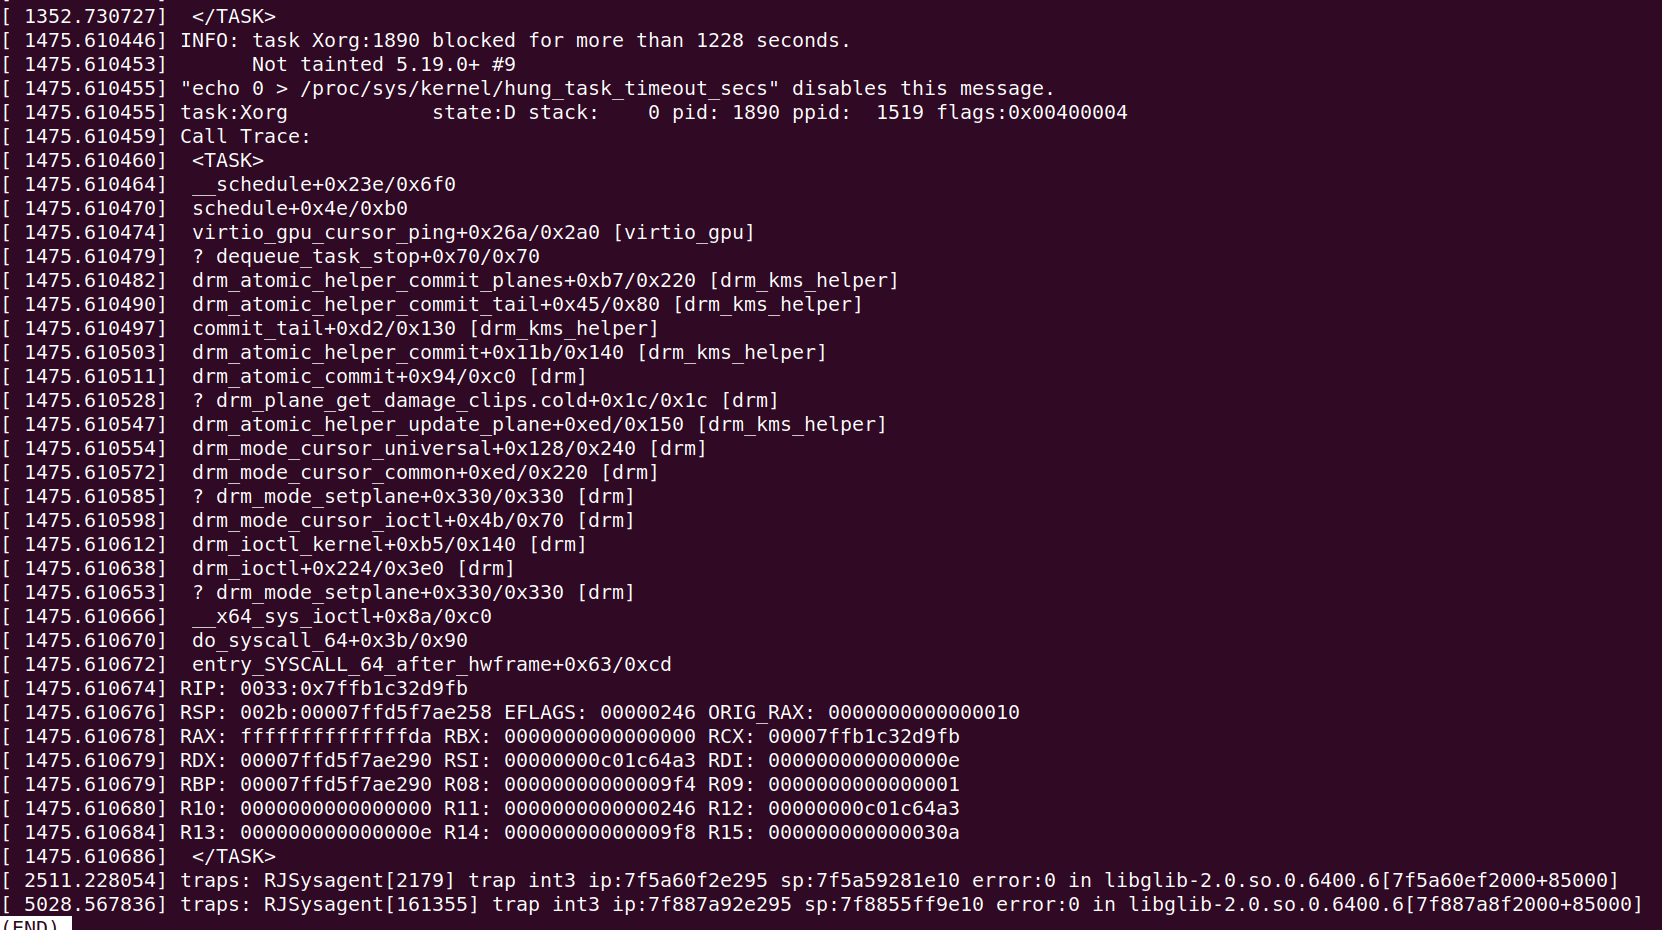 [ 1352.730727]  </TASK>
[ 1475.610446] INFO: task Xorg:1890 blocked for more than 1228 seconds.
[ 1475.610453]       Not tainted 5.19.0+ #9
[ 1475.610455] "echo 0 > /proc/sys/kernel/hung_task_timeout_secs" disables this message.
[ 1475.610455] task:Xorg            state:D stack:    0 pid: 1890 ppid:  1519 flags:0x00400004
[ 1475.610459] Call Trace:
[ 1475.610460]  <TASK>
[ 1475.610464]  __schedule+0x23e/0x6f0
[ 1475.610470]  schedule+0x4e/0xb0
[ 1475.610474]  virtio_gpu_cursor_ping+0x26a/0x2a0 [virtio_gpu]
[ 1475.610479]  ? dequeue_task_stop+0x70/0x70
[ 1475.610482]  drm_atomic_helper_commit_planes+0xb7/0x220 [drm_kms_helper]
[ 1475.610490]  drm_atomic_helper_commit_tail+0x45/0x80 [drm_kms_helper]
[ 1475.610497]  commit_tail+0xd2/0x130 [drm_kms_helper]
[ 1475.610503]  drm_atomic_helper_commit+0x11b/0x140 [drm_kms_helper]
[ 1475.610511]  drm_atomic_commit+0x94/0xc0 [drm]
[ 1475.610528]  ? drm_plane_get_damage_clips.cold+0x1c/0x1c [drm]
[ 1475.610547]  drm_atomic_helper_update_plane+0xed/0x150 [drm_kms_helper]
[ 1475.610554]  drm_mode_cursor_universal+0x128/0x240 [drm]
[ 1475.610572]  drm_mode_cursor_common+0xed/0x220 [drm]
[ 1475.610585]  ? drm_mode_setplane+0x330/0x330 [drm]
[ 1475.610598]  drm_mode_cursor_ioctl+0x4b/0x70 [drm]
[ 1475.610612]  drm_ioctl_kernel+0xb5/0x140 [drm]
[ 1475.610638]  drm_ioctl+0x224/0x3e0 [drm]
[ 1475.610653]  ? drm_mode_setplane+0x330/0x330 [drm]
[ 1475.610666]  __x64_sys_ioctl+0x8a/0xc0
[ 1475.610670]  do_syscall_64+0x3b/0x90
[ 1475.610672]  entry_SYSCALL_64_after_hwframe+0x63/0xcd
[ 1475.610674] RIP: 0033:0x7ffb1c32d9fb
[ 1475.610676] RSP: 002b:00007ffd5f7ae258 EFLAGS: 00000246 ORIG_RAX: 0000000000000010
[ 1475.610678] RAX: ffffffffffffffda RBX: 0000000000000000 RCX: 00007ffb1c32d9fb
[ 1475.610679] RDX: 00007ffd5f7ae290 RSI: 00000000c01c64a3 RDI: 000000000000000e
[ 1475.610679] RBP: 00007ffd5f7ae290 R08: 00000000000009f4 R09: 0000000000000001
[ 1475.610680] R10: 0000000000000000 R11: 0000000000000246 R12: 00000000c01c64a3
[ 1475.610684] R13: 000000000000000e R14: 00000000000009f8 R15: 000000000000030a
[ 1475.610686]  </TASK>
[ 2511.228054] traps: RJSysagent[2179] trap int3 ip:7f5a60f2e295 sp:7f5a59281e10 error:0 in libglib-2.0.so.0.6400.6[7f5a60ef2000+85000]
[ 5028.567836] traps: RJSysagent[161355] trap int3 ip:7f887a92e295 sp:7f8855ff9e10 error:0 in libglib-2.0.so.0.6400.6[7f887a8f2000+85000]
(END)